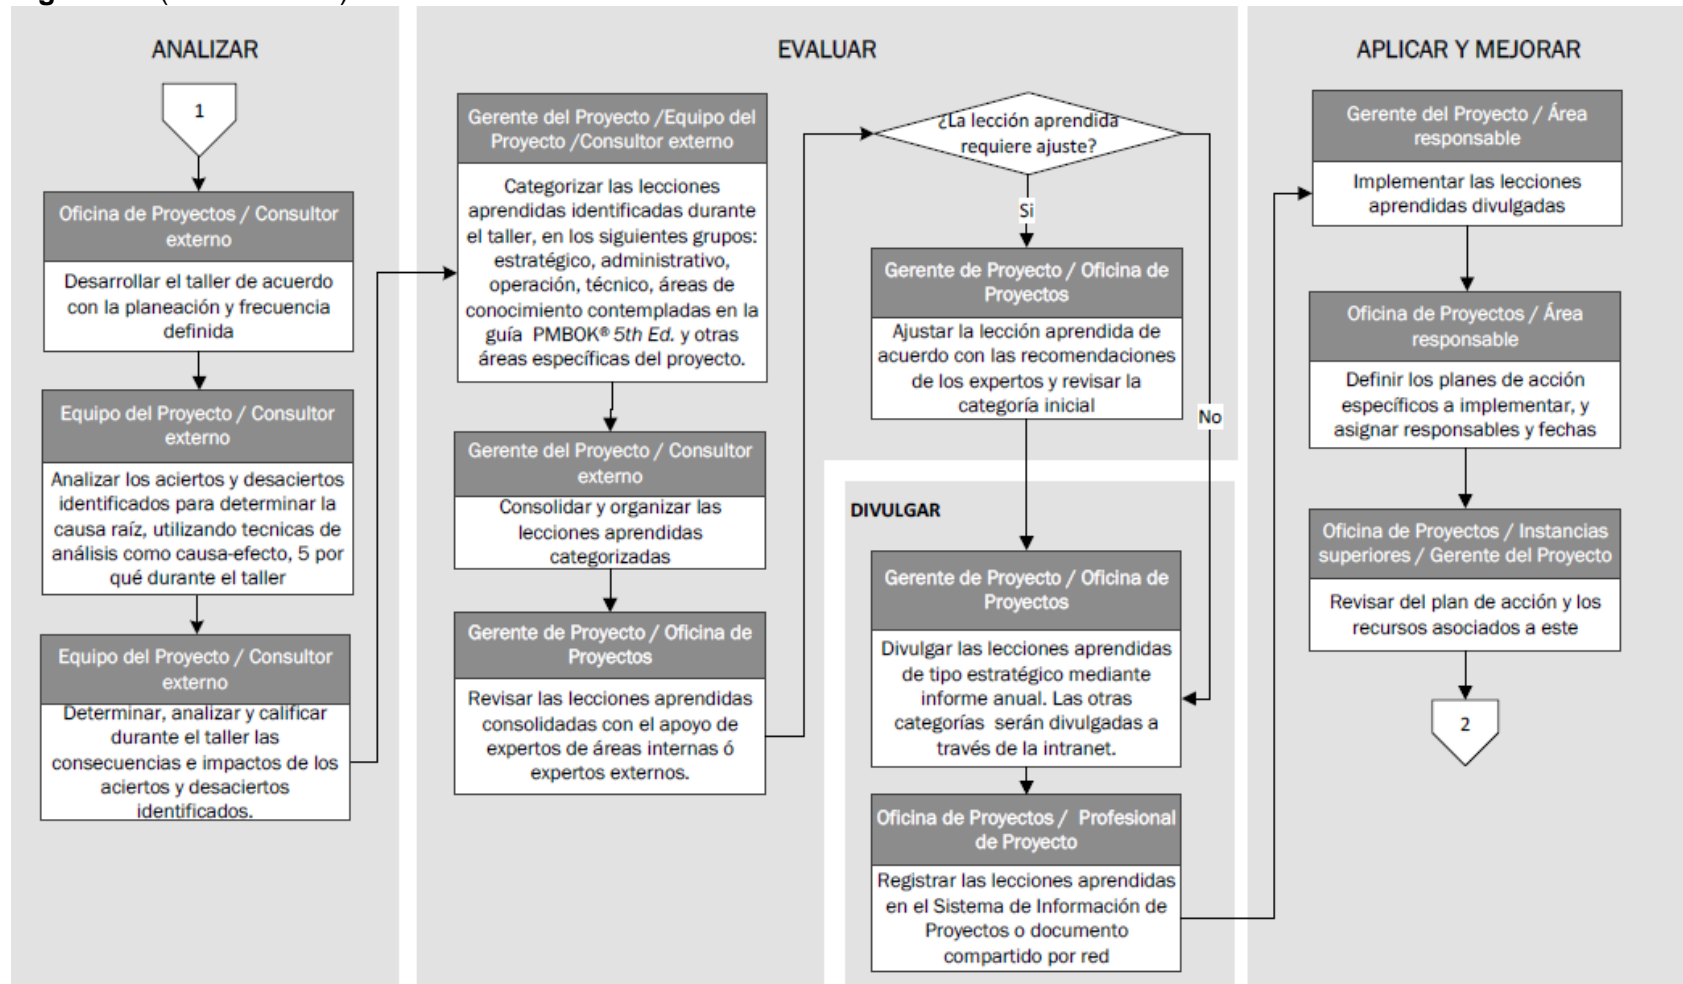 ANALIZAR
1
Oficina de Proyectos / Consultor
externo
Desarrollar el taller de acuerdo
con la planeación y frecuencia
definida
Equipo del Proyecto / Consultor
externo
Analizar los aciertos y desaciertos
identificados para determinar la
causa raíz, utilizando tecnicas de
análisis como causa-efecto, 5 por
qué durante el taller
Equipo del Proyecto / Consultor
externo
Determinar, analizar y calificar
durante el taller las
consecuencias e impactos de los
aciertos y desaciertos
identificados.
EVALUAR
Gerente del Proyecto /Equipo del
Proyecto /Consultor externo
Categorizar las lecciones
aprendidas identificadas durante
el taller, en los siguientes grupos:
estratégico, administrativo,
operación, técnico, áreas de
conocimiento contempladas en la
guía PMBOK® 5th Ed. y otras
áreas específicas del proyecto.
Gerente del Proyecto / Consultor
externo
Consolidar y organizar las
lecciones aprendidas
categorizadas
Gerente de Proyecto / Oficina de
Proyectos
Revisar las lecciones aprendidas
consolidadas con el apoyo de
expertos de áreas internas ó
expertos externos.
¿La lección aprendida
requiere ajuste?
Si
No
Gerente de Proyecto / Oficina de
Proyectos
Ajustar la lección aprendida de
acuerdo con las recomendaciones
de los expertos y revisar la
categoría inicial
DIVULGAR
Gerente de Proyecto / Oficina de
Proyectos
Divulgar las lecciones aprendidas
de tipo estratégico mediante
informe anual. Las otras
categorías serán divulgadas a
través de la intranet.
Oficina de Proyectos / Profesional
de Proyecto
Registrar las lecciones aprendidas
en el Sistema de Información de
Proyectos o documento
compartido por red
APLICAR Y MEJORAR
Gerente del Proyecto / Área
responsable
Implementar las lecciones
aprendidas divulgadas
Oficina de Proyectos / Área
responsable
Definir los planes de acción
específicos a implementar, y
asignar responsables y fechas
Oficina de Proyectos / Instancias
superiores / Gerente del Proyecto
Revisar del plan de acción y los
recursos asociados a este
2